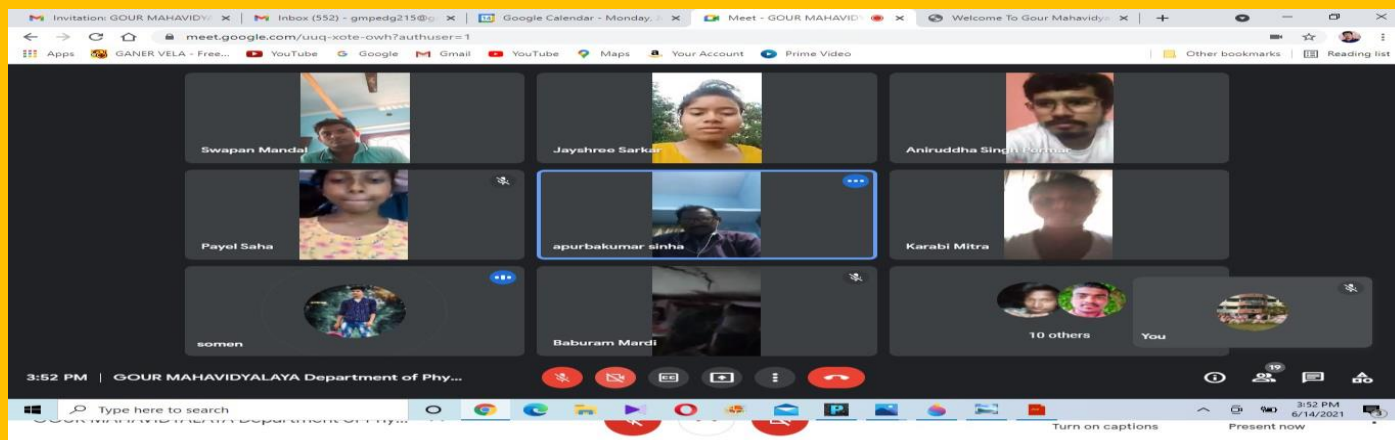 Invitation: GOUR MAHAVIDY
Inbox (552) - gmpedg215@g
Google Calendar - Monday, J
Meet - GOUR MAHAVID
Welcome To Gour Mahavidya
meet.google.com/uuq-xote-owh?authuser=1
Apps
GANER VELA - Free...
YouTube
Google
Gmail
YouTube
Maps
Your Account
Prime Video
Other bookmarks
Reading list
Swapan Mandal
Jayshree Sarkar
Aniruddha Singh
Payel Saha
apurbakumar sinha
Karabi Mitra
somen
Baburam Mardi
10 others
You
3:52 PM | GOUR MAHAVIDYALAYA Department of Phy...
19
Type here to search
3:52 PM
6/14/2021
GOUR MAHAVIDYALAYA Department of Phy...
Turn on captions
Present now